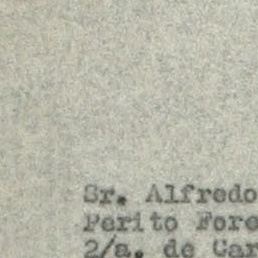 Sr. Alfredo
Perito Fore
2/a. de Car